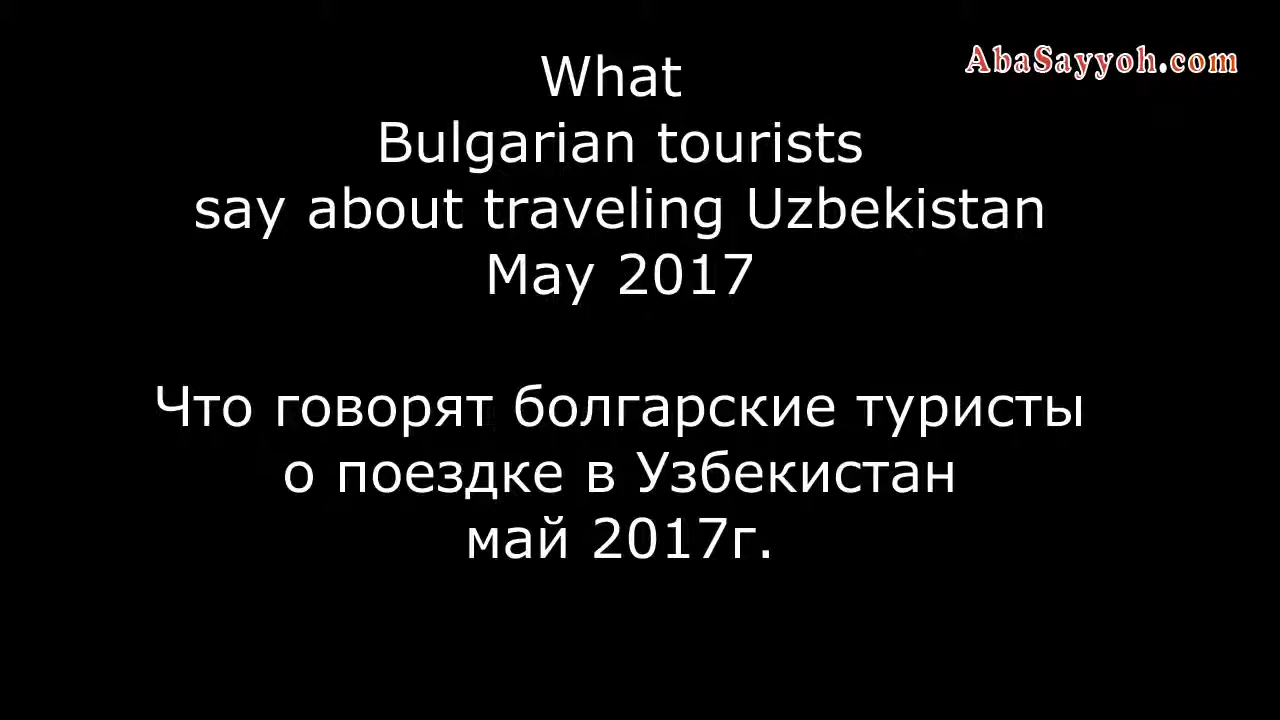 AbaSayyoh.com
What
Bulgarian tourists
say about traveling Uzbekistan
May 2017
Что говорят болгарские туристы
о поездке в Узбекистан
май 2017г.